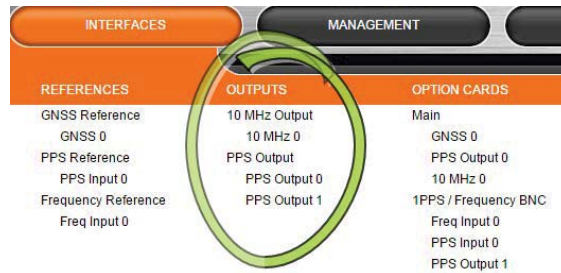 INTERFACES
MANAGEMENT
REFERENCES
GNSS Reference
GNSS 0
PPS Reference
PPS Input 0
Frequency Reference
Freq Input 0
OUTPUTS
10 MHz Output
10 MHz 0
PPS Output
PPS Output 0
PPS Output 1
OPTION CARDS
Main
GNSS 0
PPS Output 0
10 MHz 0
1PPS / Frequency BNC
Freq Input 0
PPS Input 0
PPS Output 1